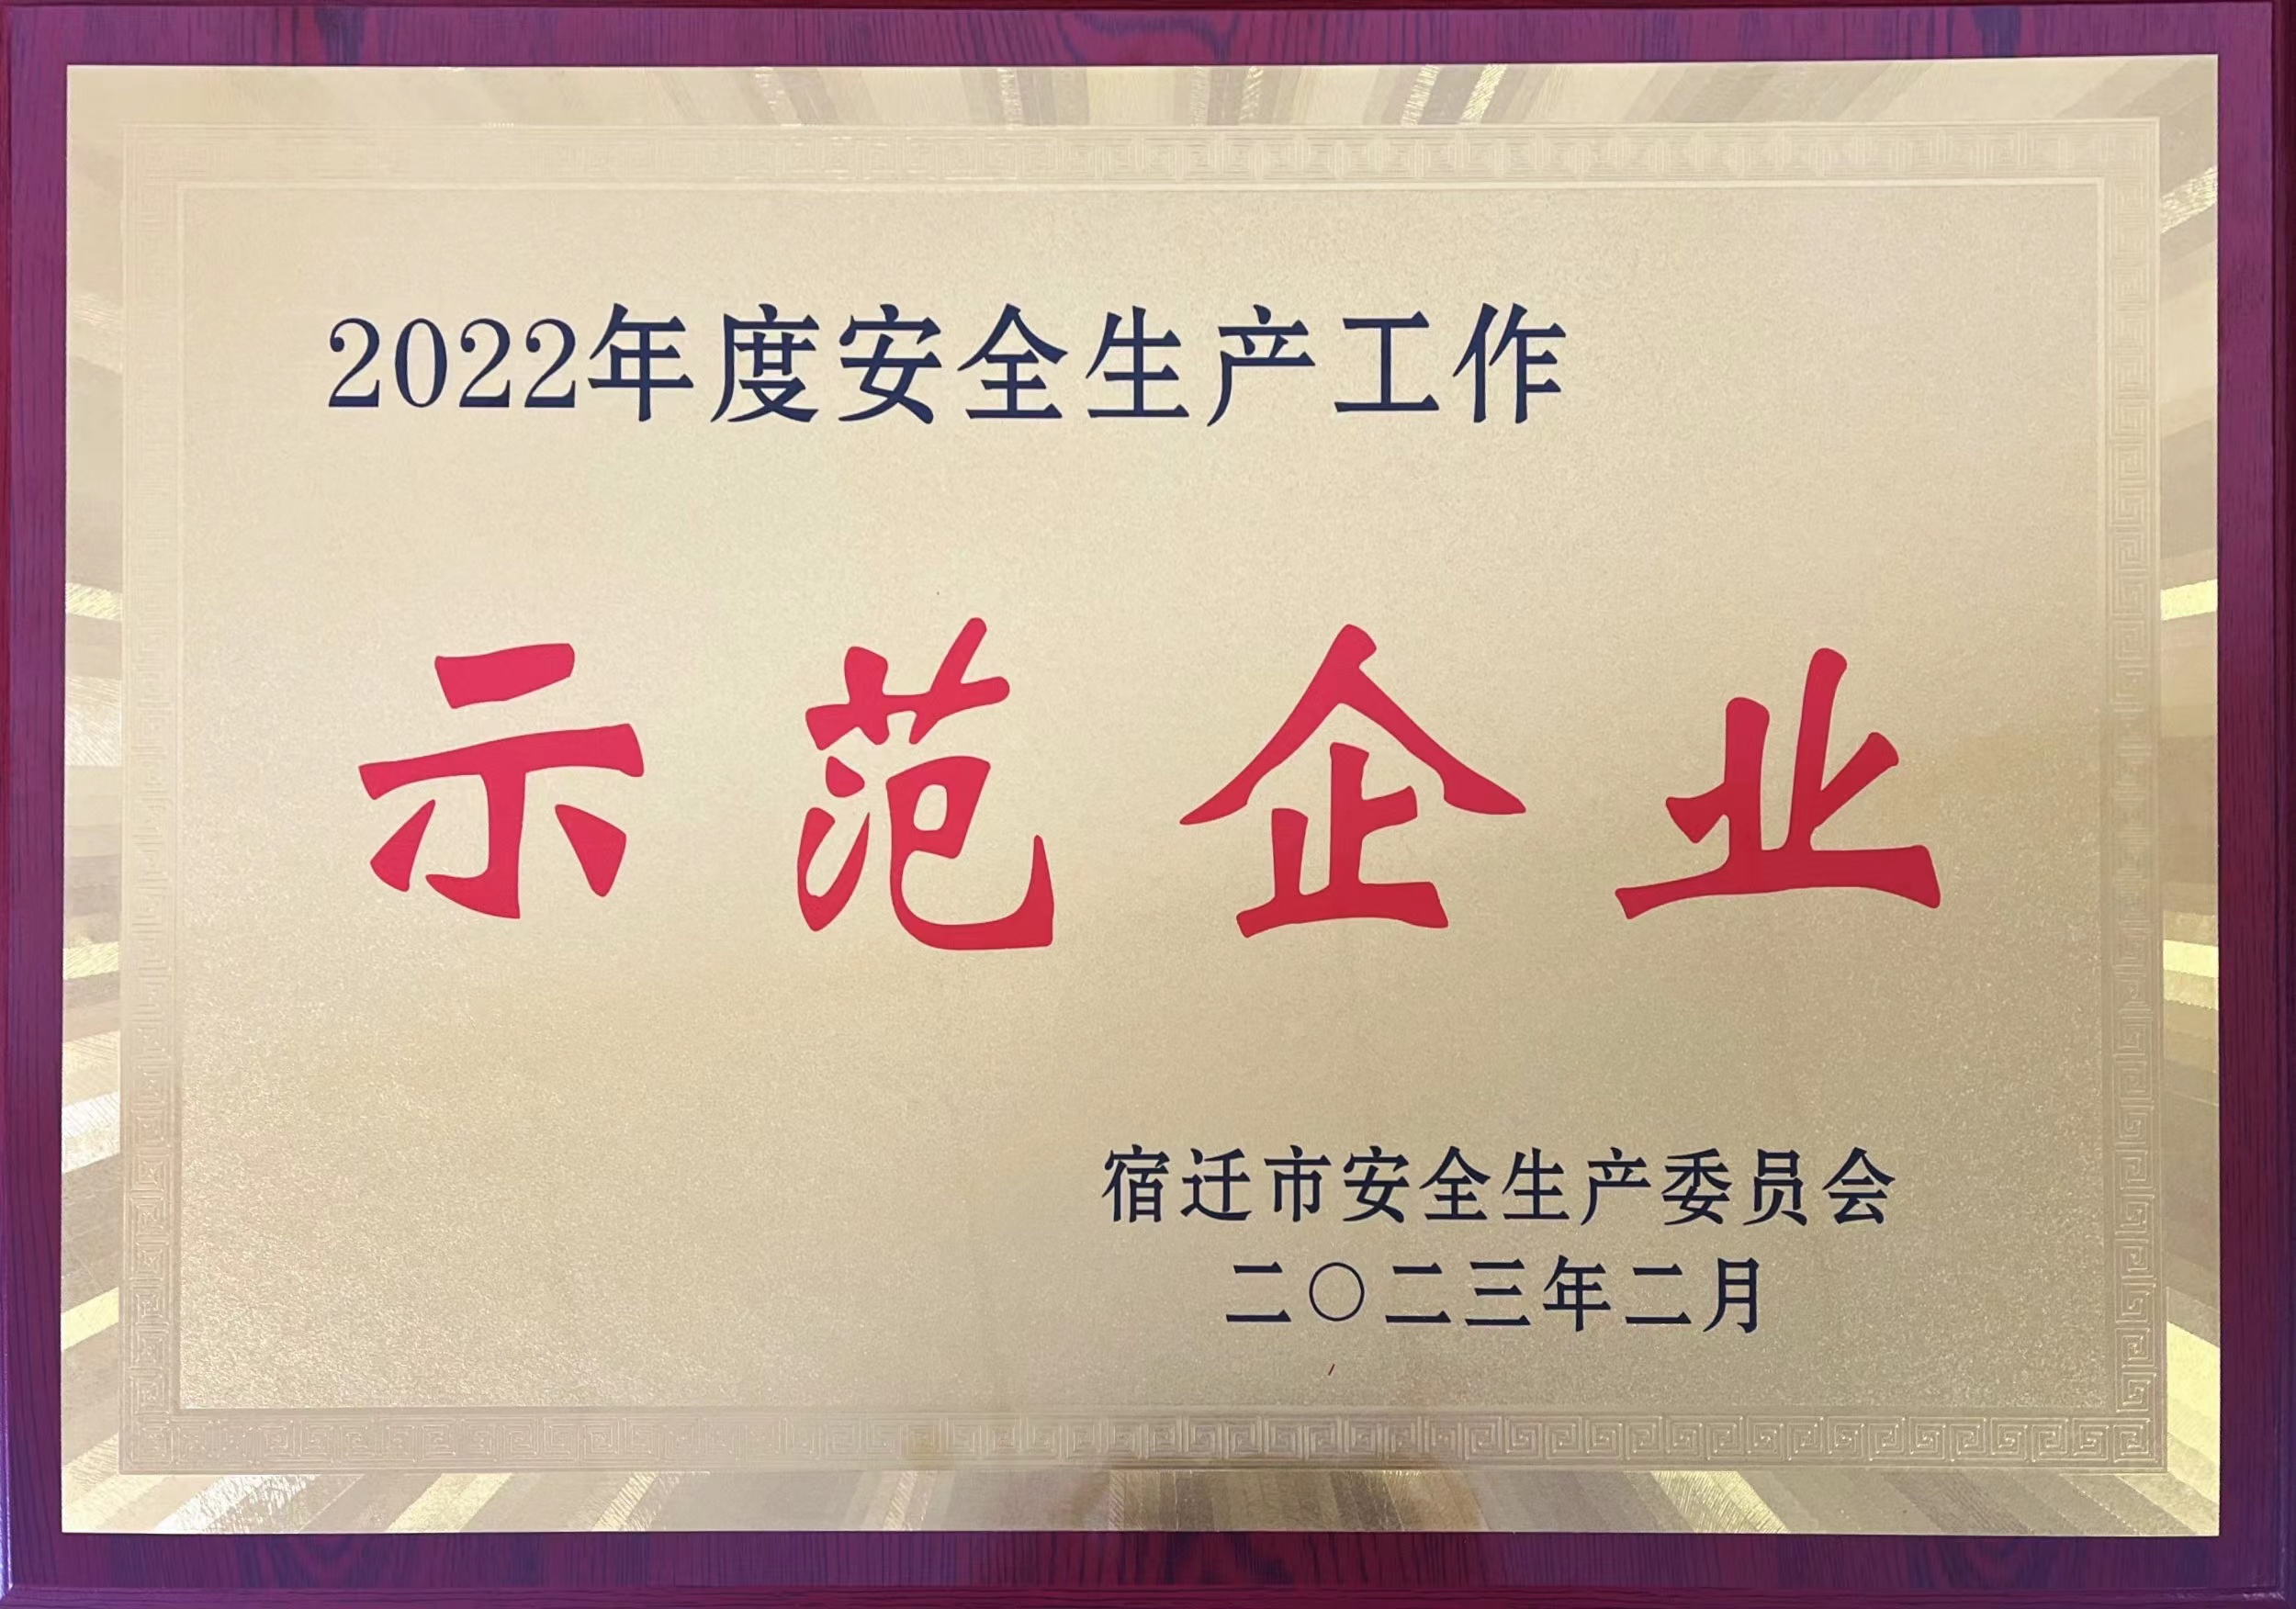 2022年度安全生产工作
示范企业
宿迁市安全生产委员会
二〇二三年二月